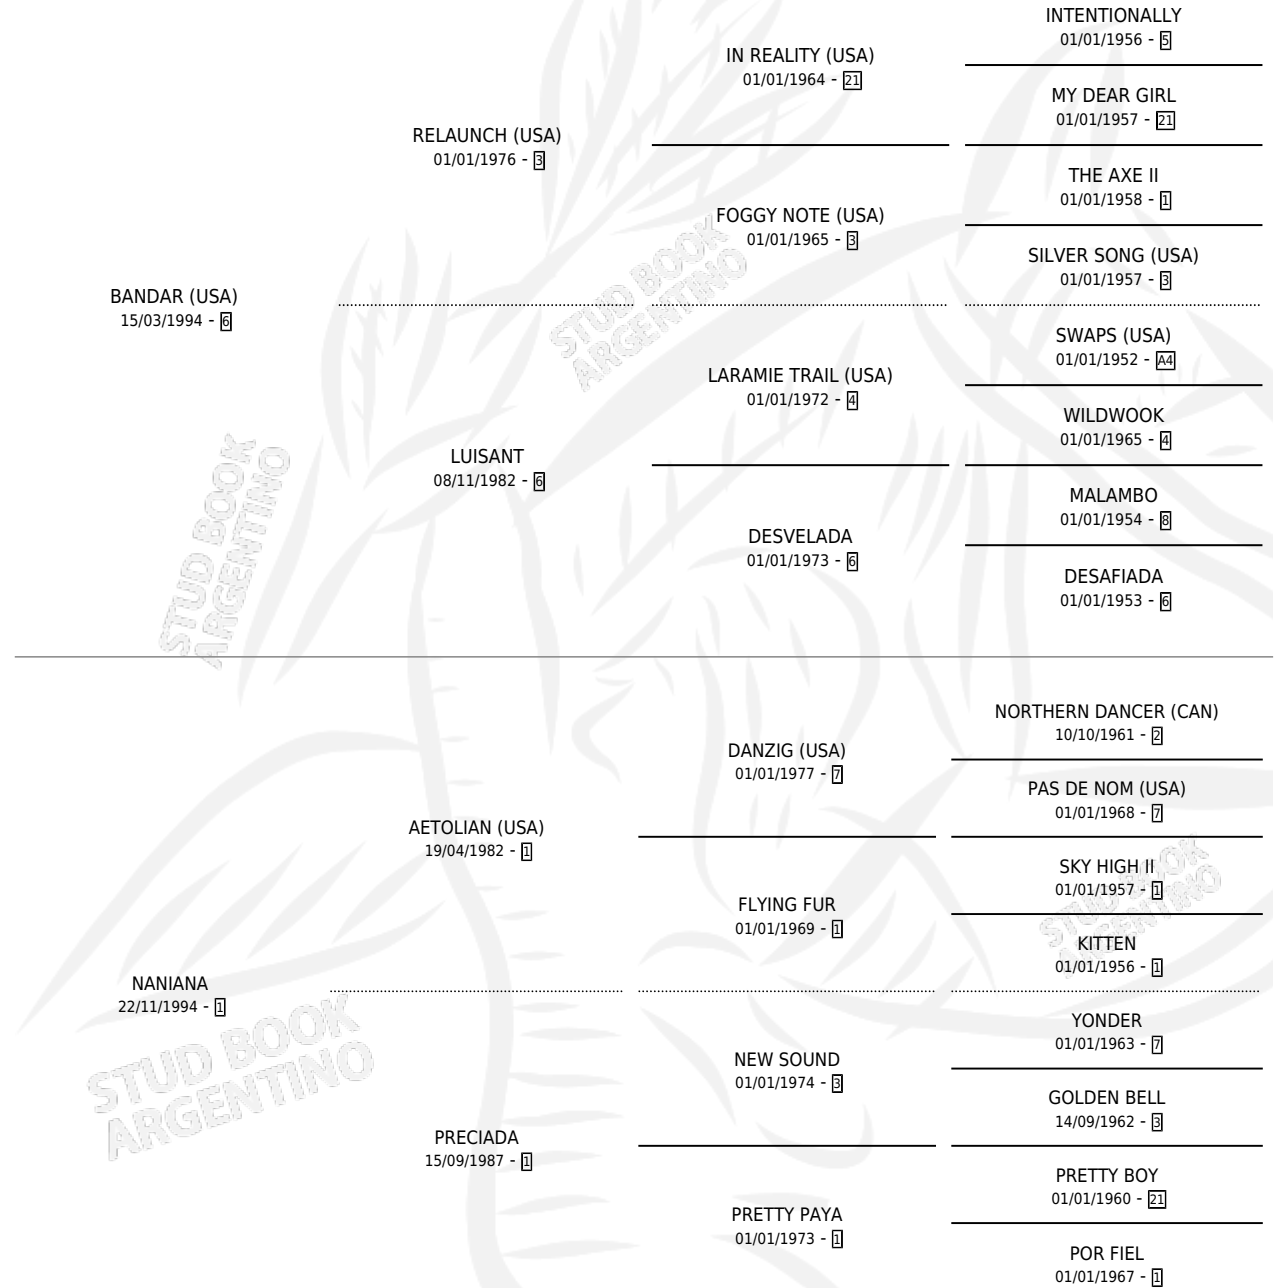 INTENTIONALLY
01/01/1956 - 5
IN REALITY (USA)
01/01/1964 - 21
MY DEAR GIRL
01/01/1957 - 21
RELAUNCH (USA)
01/01/1976 - 3
THE AXE II
01/01/1958 - 1
FOGGY NOTE (USA)
01/01/1965 - 3
SILVER SONG (USA)
01/01/1957 - 3
BANDAR (USA)
15/03/1994 - 6
STUD BOOK
ARGENTINO
SWAPS (USA)
01/01/1952 - A4
LARAMIE TRAIL (USA)
01/01/1972 - 4
WILDWOOK
01/01/1965 - 4
LUISANT
08/11/1982 - 6
MALAMBO
01/01/1954 - 8
DESVELADA
01/01/1973 - 6
DESAFIADA
01/01/1953 - 6
STUD BOOK
ARGENTINO
NORTHERN DANCER (CAN)
10/10/1961 - 2
DANZIG (USA)
01/01/1977 - 7
PAS DE NOM (USA)
01/01/1968 - 7
AETOLIAN (USA)
19/04/1982 - 1
SKY HIGH II
01/01/1957 - 1
FLYING FUR
01/01/1969 - 1
STUD BOOK
ARGENTINO
KITTEN
01/01/1956 - 1
NANIANA
22/11/1994 - 1
YONDER
01/01/1963 - 7
NEW SOUND
01/01/1974 - 3
STUD BOOK
ARGENTINO
GOLDEN BELL
14/09/1962 - 3
PRECIADA
15/09/1987 - 1
PRETTY BOY
01/01/1960 - 21
PRETTY PAYA
01/01/1973 - 1
POR FIEL
01/01/1967 - 1